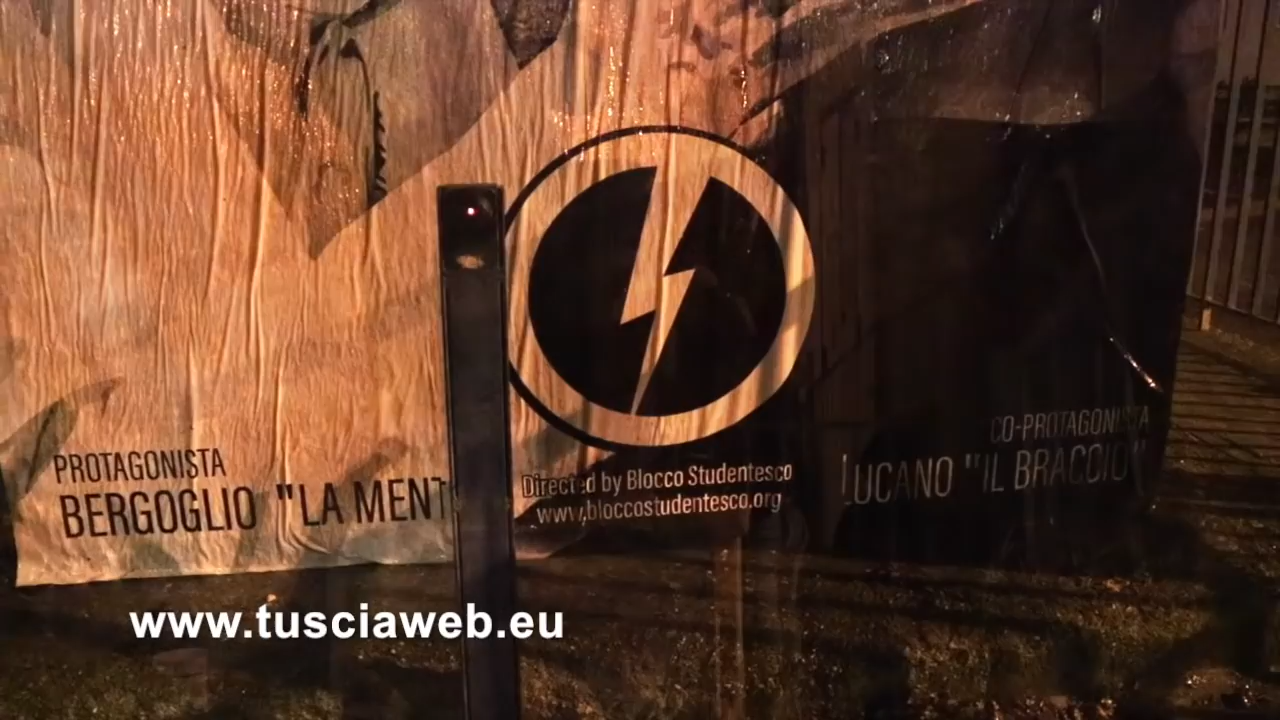 PROTAGONISTA
BERGOGLIO "LA MENT
Directed by Blocco Studentesco
www.bloccostudentesco.org
CO-PROTAGONISTA
LUCANO "IL BRACCIO"
www.tusciaweb.eu